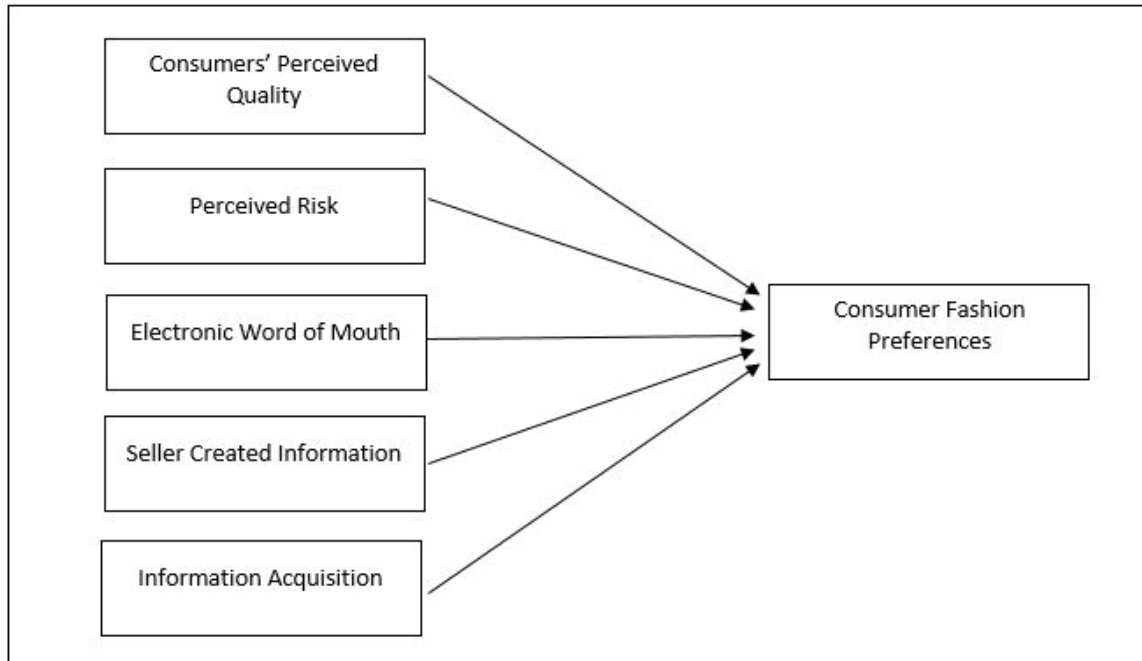 Consumers’ Perceived
Quality
Perceived Risk
Electronic Word of Mouth
Seller Created Information
Information Acquisition
Consumer Fashion
Preferences